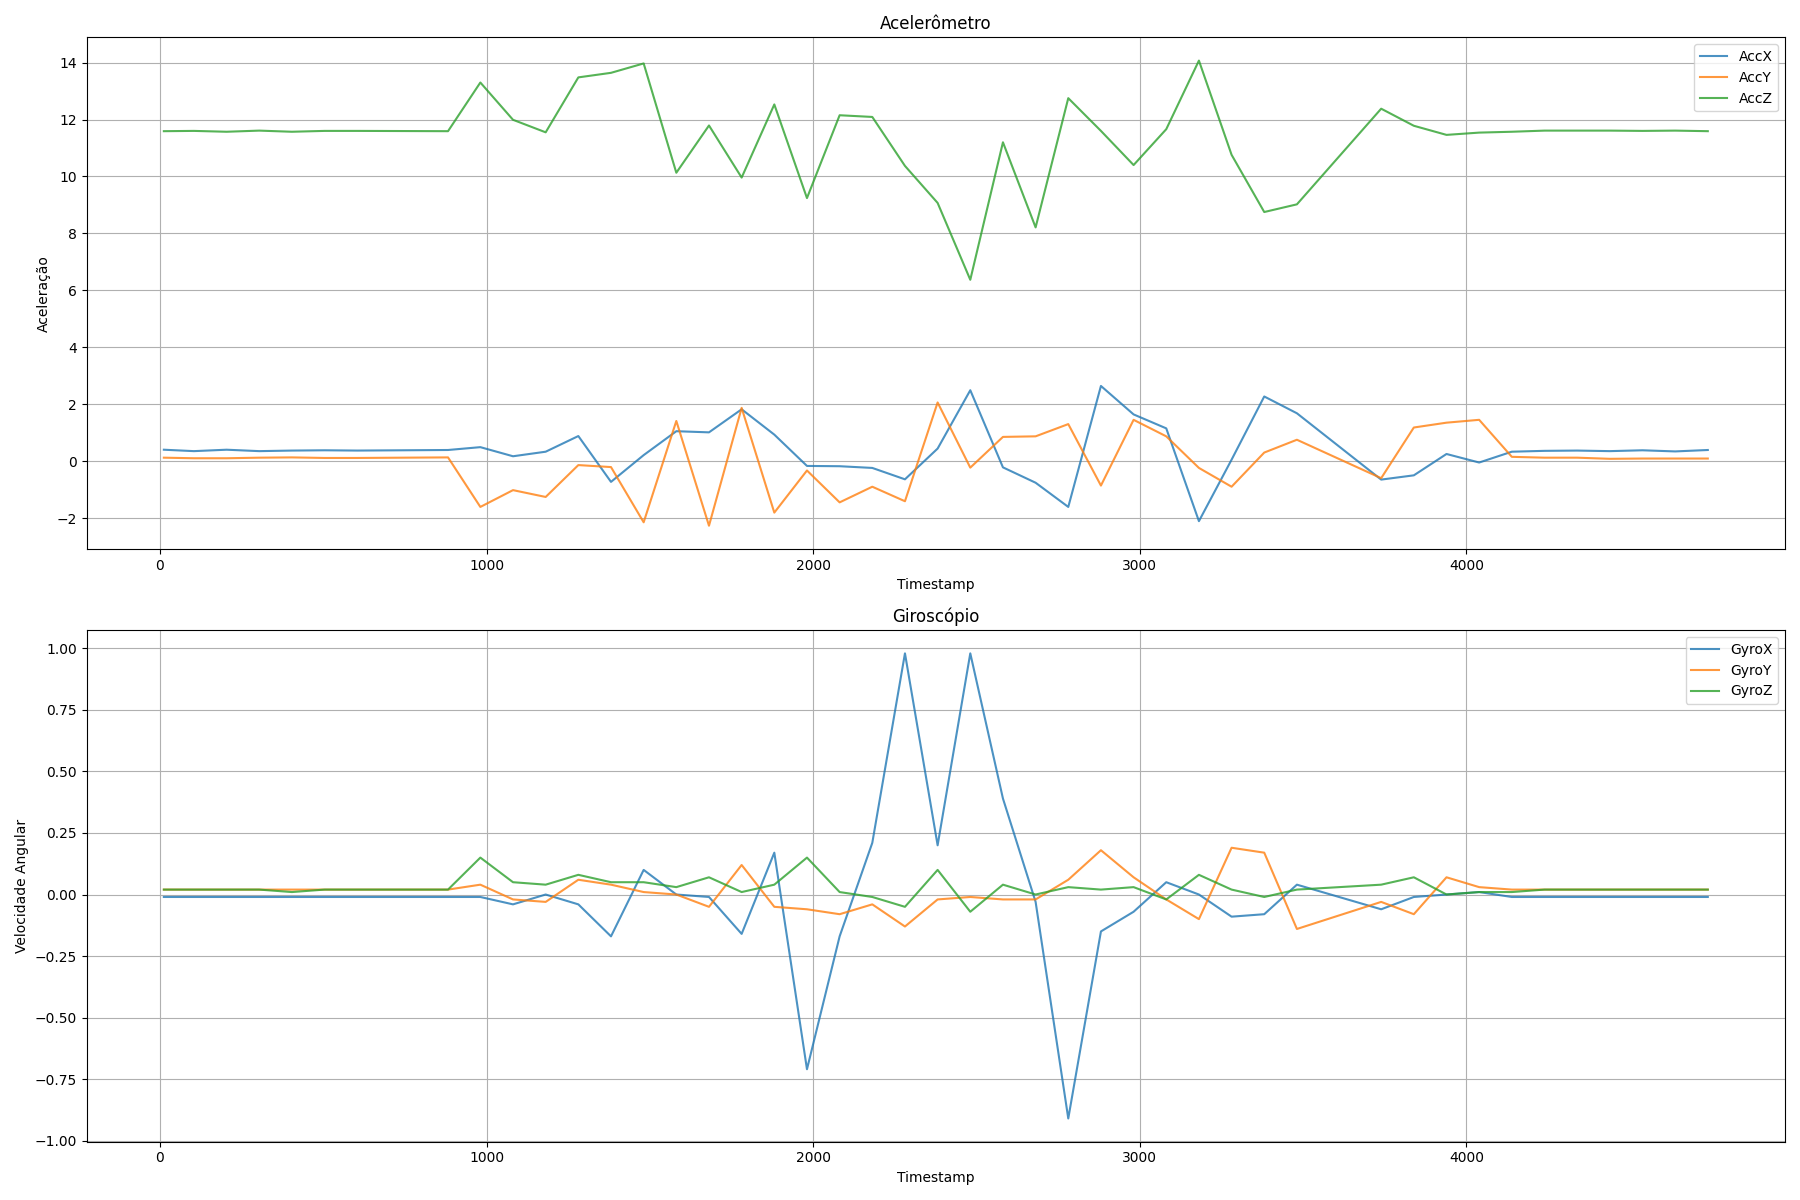 Acelerômetro
14
12
10
8
6
4
2
0
−2
Aceleração
AccX
AccY
AccZ
0 1000 2000 3000 4000
Timestamp
Giroscópio
1.00
0.75
0.50
0.25
0.00
−0.25
−0.50
−0.75
−1.00
Velocidade Angular
GyroX
GyroY
GyroZ
0 1000 2000 3000 4000
Timestamp